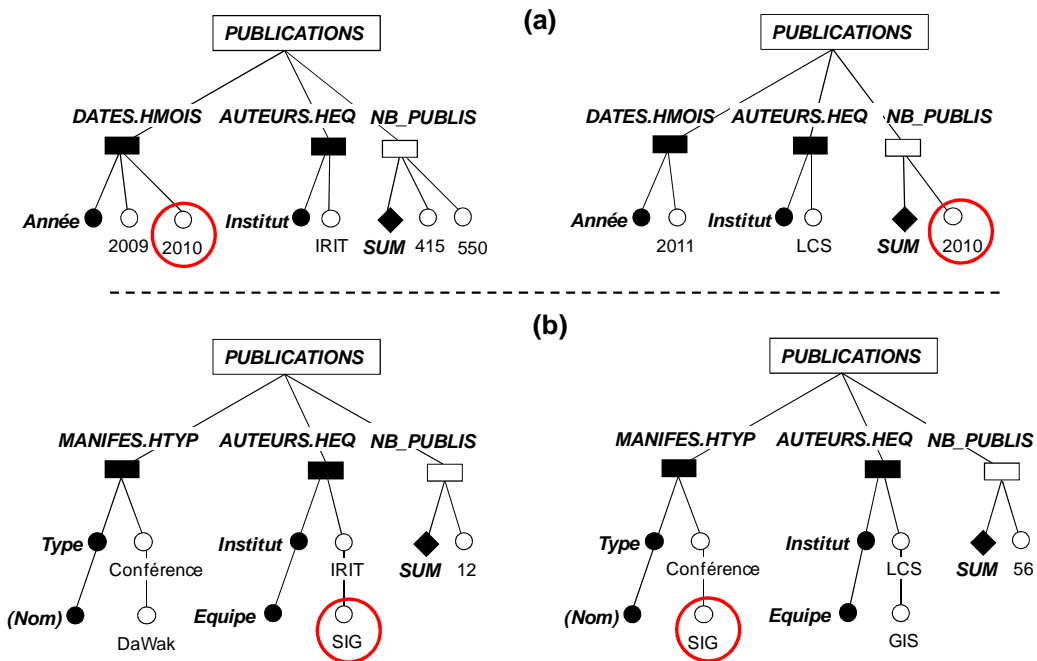 (a)
PUBLICATIONS PUBLICATIONS
DATES.HMOIS AUTEURS.HEQ NB_PUBLIS DATES.HMOIS AUTEURS.HEQ NB_PUBLIS
Année 2009 2010 Institut IRIT SUM 415 550 Année 2011 Institut LCS SUM 2010
(b)
PUBLICATIONS PUBLICATIONS
MANIFES.HTYP AUTEURS.HEQ NB_PUBLIS MANIFES.HTYP AUTEURS.HEQ NB_PUBLIS
Type Conférence Institut IRIT SUM 12 Type Conférence Institut LCS SUM 56
(Nom) DaWak Equipe SIG (Nom) SIG Equipe GIS